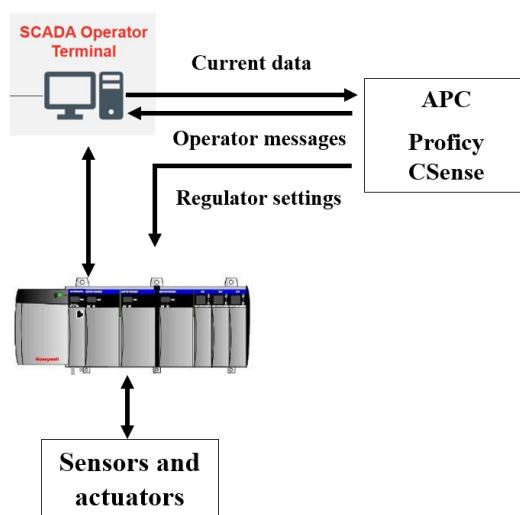 SCADA Operator
Terminal
Current data
APC
Proficy
CSense
Operator messages
Regulator settings
Honeywell
Sensors and
actuators